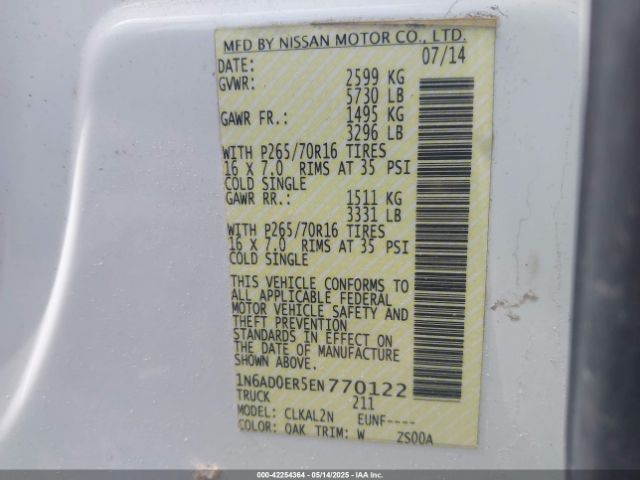 MFD BY NISSAN MOTOR CO., LTD.
DATE: 07/14
GVWR: 2599 KG
5730 LB
GAWR FR.: 1495 KG
3296 LB
WITH P265/70R16 TIRES
16 X 7.0 RIMS AT 35 PSI
COLD SINGLE
GAWR RR.: 1511 KG
3331 LB
WITH P265/70R16 TIRES
16 X 7.0 RIMS AT 35 PSI
COLD SINGLE
THIS VEHICLE CONFORMS TO
ALL APPLICABLE FEDERAL
MOTOR VEHICLE SAFETY AND
THEFT PREVENTION
STANDARDS IN EFFECT ON
THE DATE OF MANUFACTURE
SHOWN ABOVE.
1N6AD0ER5EN770122
TRUCK 211
MODEL: CLKAL2N EUNF----
COLOR: QAK TRIM: W ZS00A
000-42254364 - 05/14/2025 - IAA Inc. (C)